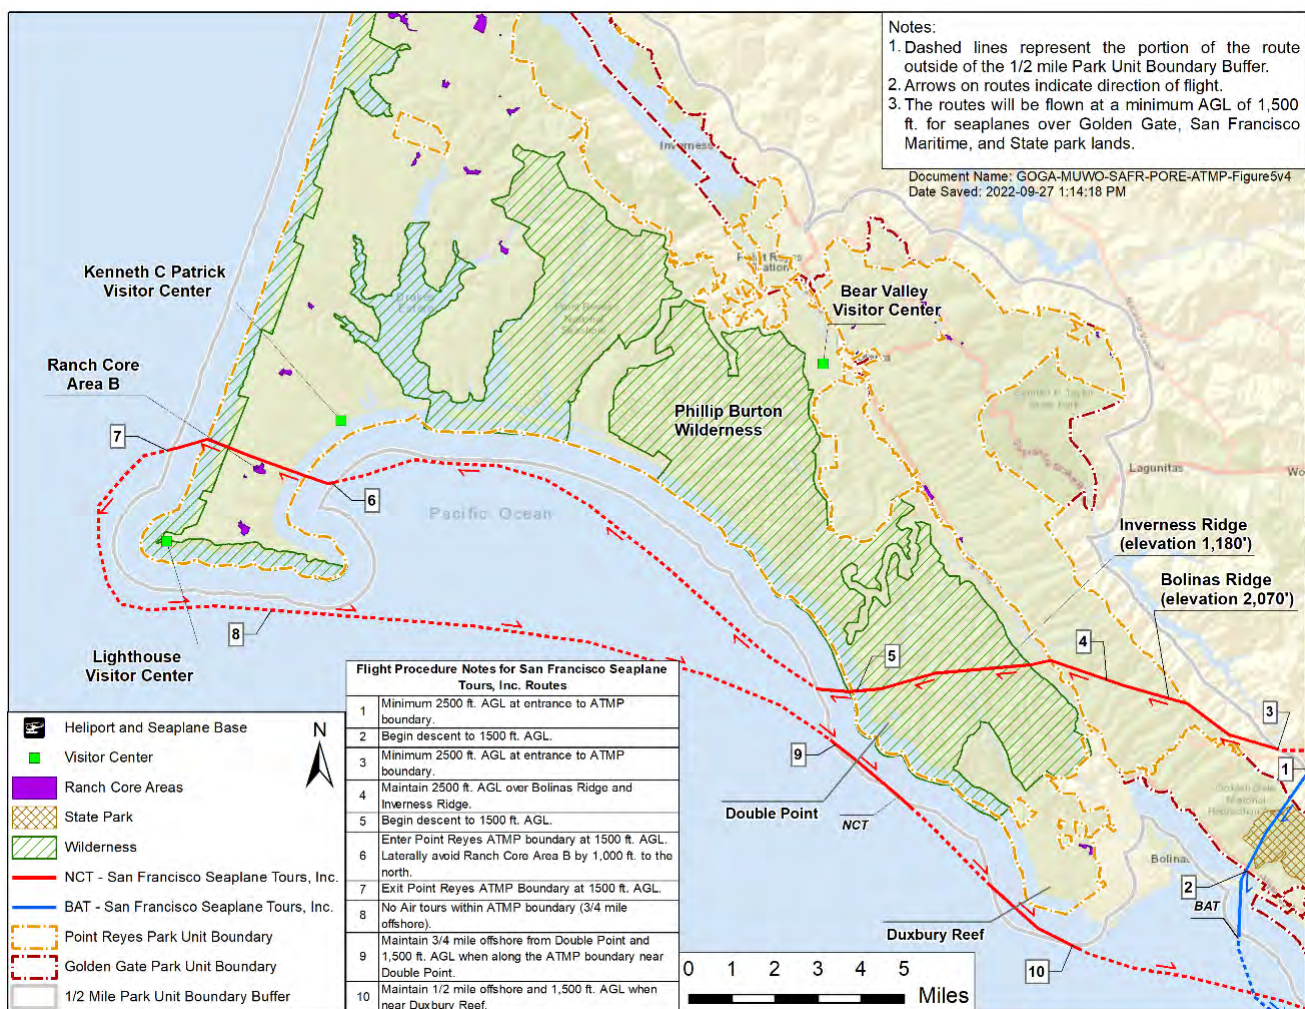 Notes:
1. Dashed lines represent the portion of the route
outside of the 1/2 mile Park Unit Boundary Buffer.
2. Arrows on routes indicate direction of flight.
3. The routes will be flown at a minimum AGL of 1,500
ft. for seaplanes over Golden Gate, San Francisco
Maritime, and State park lands.
Document Name: GOGA-MUWO-SAFR-PORE-ATMP-Figure5v4
Date Saved: 2022-09-27 1:14:18 PM
Inverness
Kenneth C Patrick
Visitor Center
Bear Valley
Visitor Center
Ranch Core
Area B
Phillip Burton
Wilderness
7
6
Pacific Ocean
Lagunitas
Inverness Ridge
(elevation 1,180')
Bolinas Ridge
(elevation 2,070')
8
5
4
3
Lighthouse
Visitor Center
9
1
Double Point
NCT
Bolinas
2
BAT
Duxbury Reef
10
Flight Procedure Notes for San Francisco Seaplane
Tours, Inc. Routes
1 Minimum 2500 ft. AGL at entrance to ATMP
boundary.
2 Begin descent to 1500 ft. AGL.
3 Minimum 2500 ft. AGL at entrance to ATMP
boundary.
4 Maintain 2500 ft. AGL over Bolinas Ridge and
Inverness Ridge.
5 Begin descent to 1500 ft. AGL.
6 Enter Point Reyes ATMP boundary at 1500 ft. AGL.
Laterally avoid Ranch Core Area B by 1,000 ft. to the
north.
7 Exit Point Reyes ATMP Boundary at 1500 ft. AGL.
8 No Air tours within ATMP boundary (3/4 mile
offshore).
9 Maintain 3/4 mile offshore from Double Point and
1,500 ft. AGL when along the ATMP boundary near
Double Point.
10 Maintain 1/2 mile offshore and 1,500 ft. AGL when
near Duxbury Reef.
N
Heliport and Seaplane Base
Visitor Center
Ranch Core Areas
State Park
Wilderness
NCT - San Francisco Seaplane Tours, Inc.
BAT - San Francisco Seaplane Tours, Inc.
Point Reyes Park Unit Boundary
Golden Gate Park Unit Boundary
1/2 Mile Park Unit Boundary Buffer
0 1 2 3 4 5
Miles